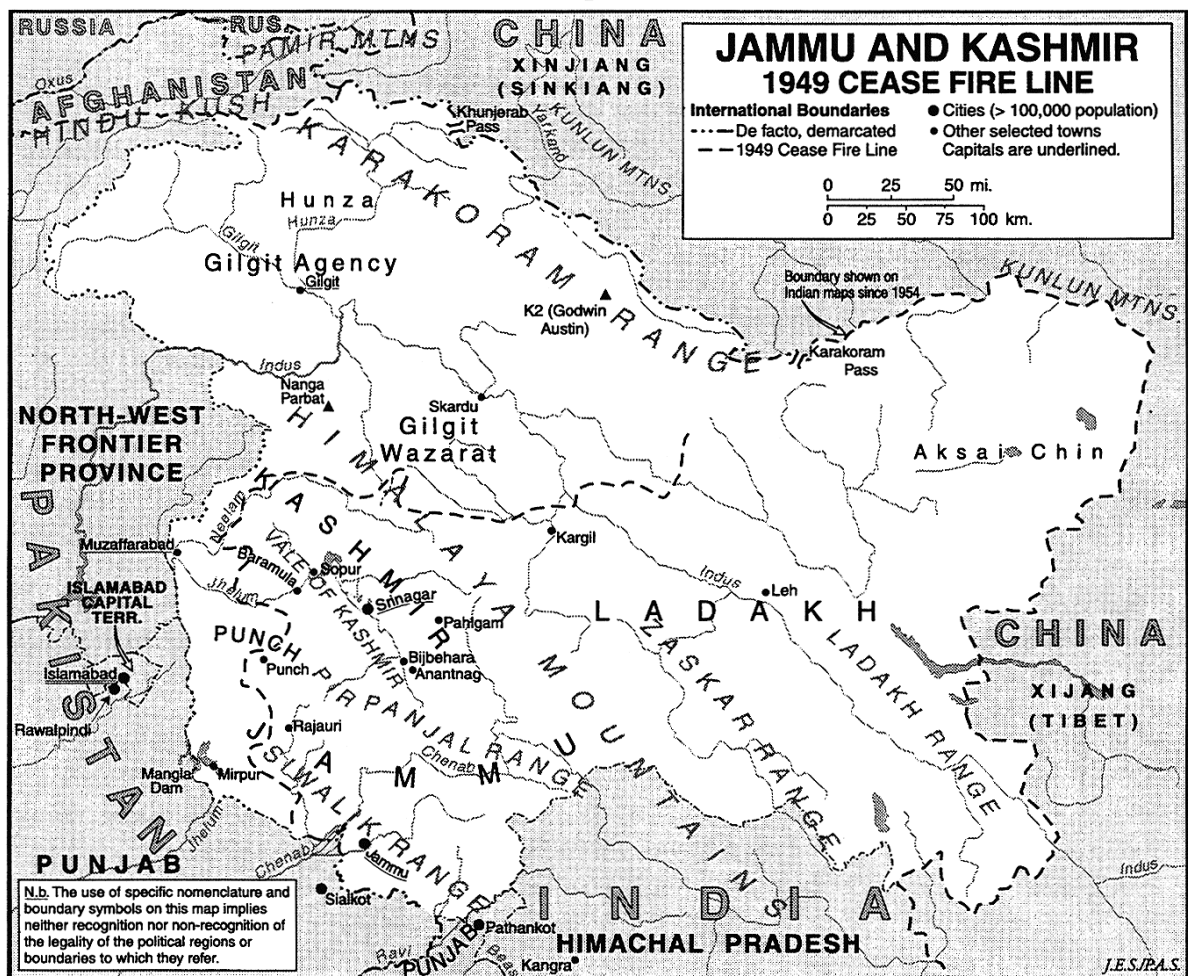 JAMMU AND KASHMIR
1949 CEASE FIRE LINE
International Boundaries
De facto, demarcated
1949 Cease Fire Line
Cities (> 100,000 population)
Other selected towns
Capitals are underlined.
0 25 50 mi.
0 25 50 75 100 km.
RUSSIA
RUS.
PAMIR MTMS
CHINA
XINJIANG
(SINKIANG)
Oxus
AFGHANISTAN
HINDU KUSH
Khunjerab
Pass
Yarkand
KUNLUN MTNS
KARAKORAM RANGE
Hunza
Hunza
Gilgit
Gilgit Agency
Gilgit
K2 (Godwin
Austin)
Boundary shown on
Indian maps since 1954
KUNLUN MTNS
Karakoram
Pass
Indus
Nanga
Parbat
Skardu
Gilgit
Wazarat
Aksai Chin
NORTH-WEST
FRONTIER
PROVINCE
PAKISTAN
HIMALAYA MOUNTAINS
KASHMIR
Neelam
Muzaffarabad
VALE OF KASHMIR
Baramula
Sopur
Jhelum
Srinagar
Pahlgam
Kargil
Indus
Leh
LADAKH
ISLAMABAD
CAPITAL
TERR.
PUNCH
Punch
Bijbehara
Anantnag
Islamabad
Rawalpindi
PIR PANJAL RANGE
ZASKAR RANGE
LADAKH RANGE
CHINA
XIJANG
(TIBET)
Rajauri
JAMMU
Chenab
SIWALIK RANGE
Mangla
Dam
Mirpur
Jhelum
PUNJAB
Chenab
Jammu
Sialkot
Indus
INDIA
Pathankot
HIMACHAL PRADESH
Ravi
PUNJAB
Beas
Kangra
N.b. The use of specific nomenclature and
boundary symbols on this map implies
neither recognition nor non-recognition of
the legality of the political regions or
boundaries to which they refer.
J.E.S./P.A.S.